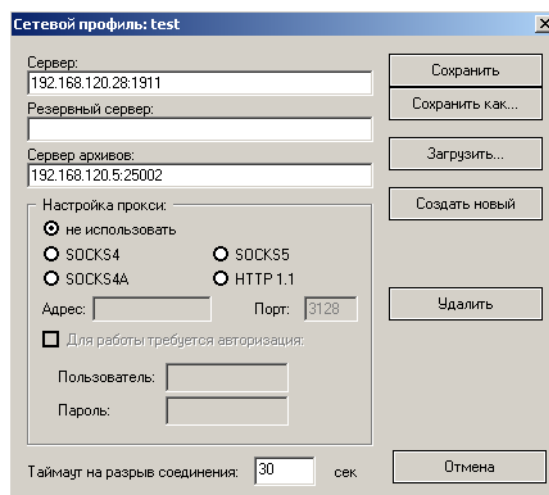 Сетевой профиль: test
Сервер:
192.168.120.28:1911
Резервный сервер:
Сервер архивов:
192.168.120.5:25002
Настройка прокси:
не использовать
SOCKS4
SOCKS5
SOCKS4A
HTTP 1.1
Адрес:
Порт: 3128
Для работы требуется авторизация:
Пользователь:
Пароль:
Таймаут на разрыв соединения: 30 сек
Сохранить
Сохранить как...
Загрузить...
Создать новый
Удалить
Отмена